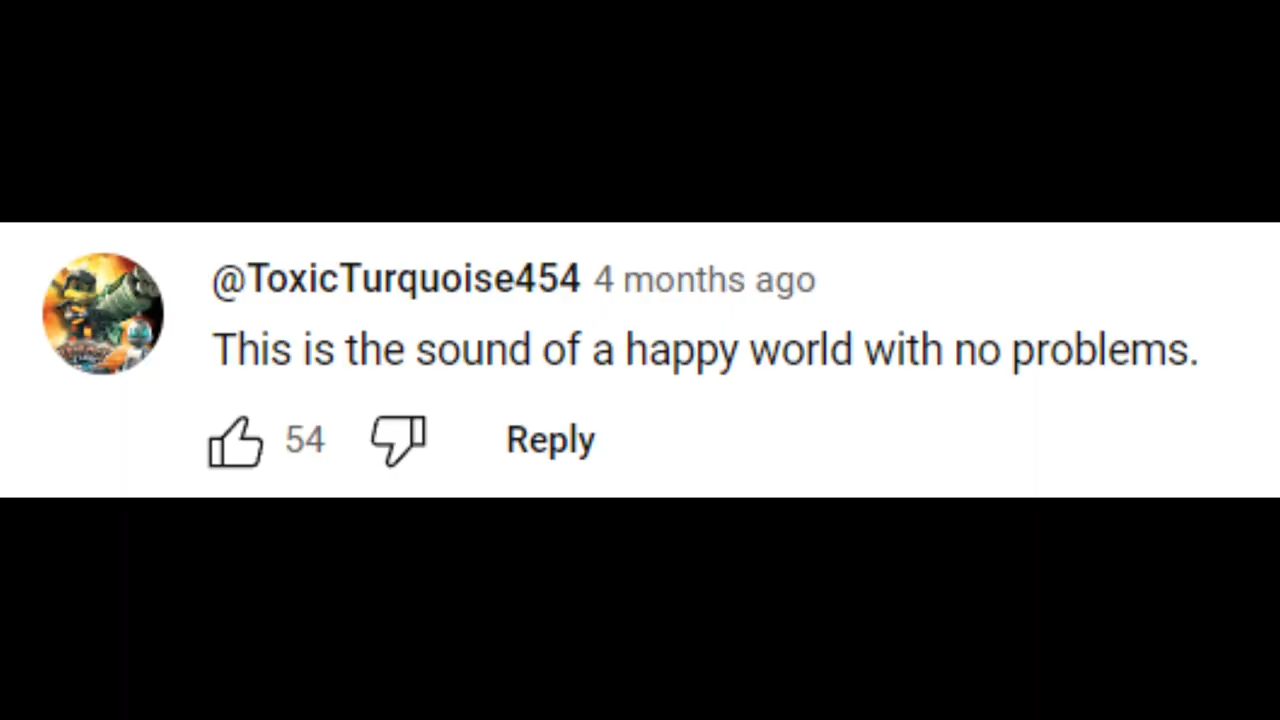 @ToxicTurquoise454 4 months ago
This is the sound of a happy world with no problems.
54 Reply